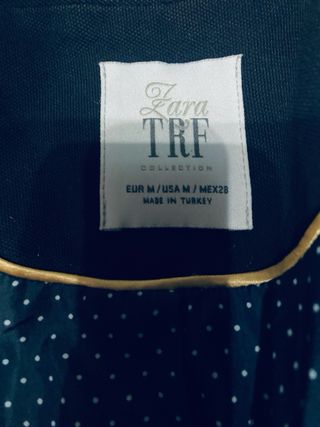 Zara
TRF
COLLECTION
EUR M / USA M / MEX28
MADE IN TURKEY